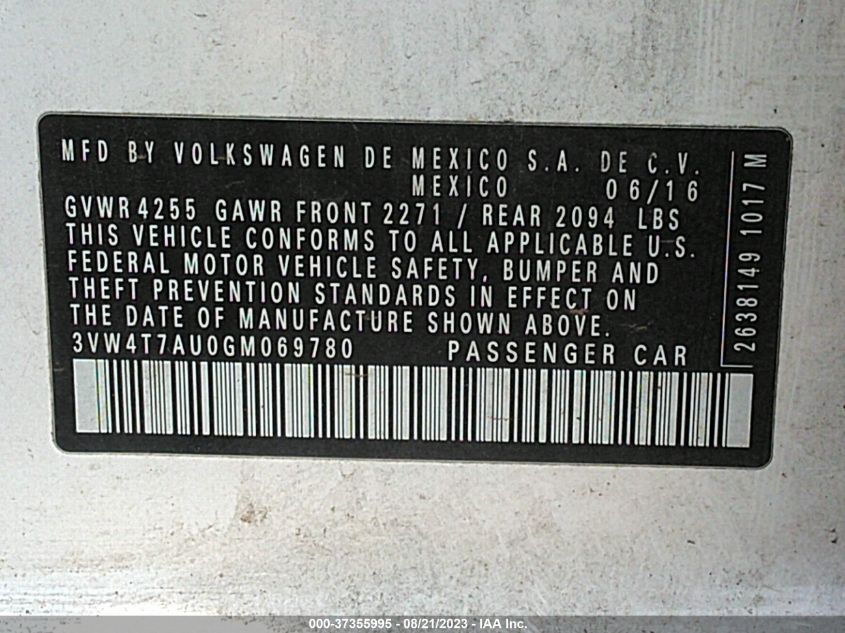 MFD BY VOLKSWAGEN DE MEXICO S.A. DE C.V.
MEXICO 06/16
GVWR 4255 GAWR FRONT 2271 / REAR 2094 LBS
THIS VEHICLE CONFORMS TO ALL APPLICABLE U.S.
FEDERAL MOTOR VEHICLE SAFETY, BUMPER AND
THEFT PREVENTION STANDARDS IN EFFECT ON
THE DATE OF MANUFACTURE SHOWN ABOVE.
3VW4T7AU0GM069780 PASSENGER CAR
2638149 1017 M
000-37355995 - 08/21/2023 - IAA Inc.